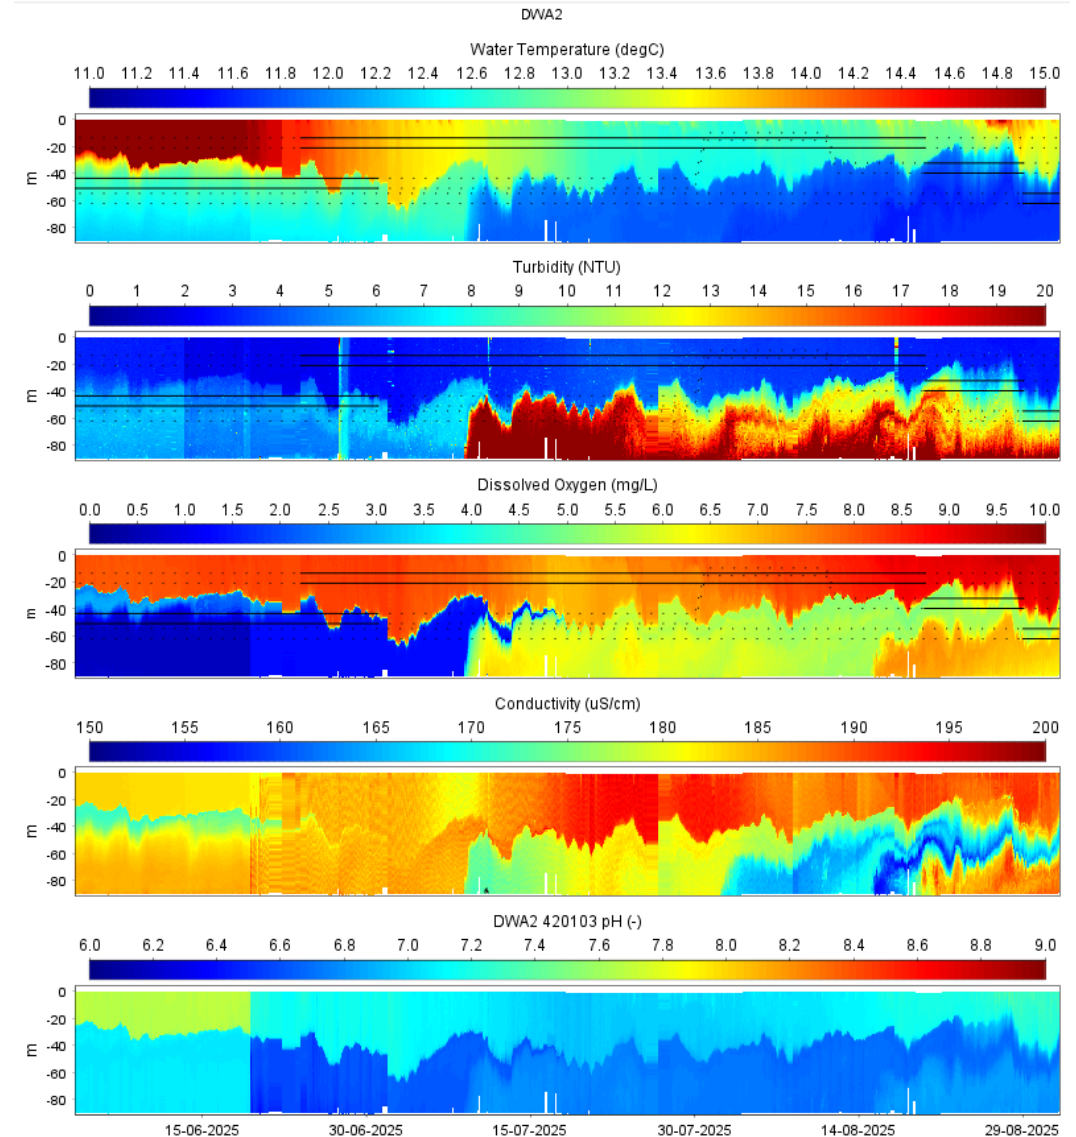 DWA2
Water Temperature (degC)
11.0 11.2 11.4 11.6 11.8 12.0 12.2 12.4 12.6 12.8 13.0 13.2 13.4 13.6 13.8 14.0 14.2 14.4 14.6 14.8 15.0
0
-20
-40
-60
-80
m
Turbidity (NTU)
0 1 2 3 4 5 6 7 8 9 10 11 12 13 14 15 16 17 18 19 20
0
-20
-40
-60
-80
m
Dissolved Oxygen (mg/L)
0.0 0.5 1.0 1.5 2.0 2.5 3.0 3.5 4.0 4.5 5.0 5.5 6.0 6.5 7.0 7.5 8.0 8.5 9.0 9.5 10.0
0
-20
-40
-60
-80
m
Conductivity (uS/cm)
150 155 160 165 170 175 180 185 190 195 200
0
-20
-40
-60
-80
m
DWA2 420103 pH (-)
6.0 6.2 6.4 6.6 6.8 7.0 7.2 7.4 7.6 7.8 8.0 8.2 8.4 8.6 8.8 9.0
0
-20
-40
-60
-80
m
15-06-2025 30-06-2025 15-07-2025 30-07-2025 14-08-2025 29-08-2025